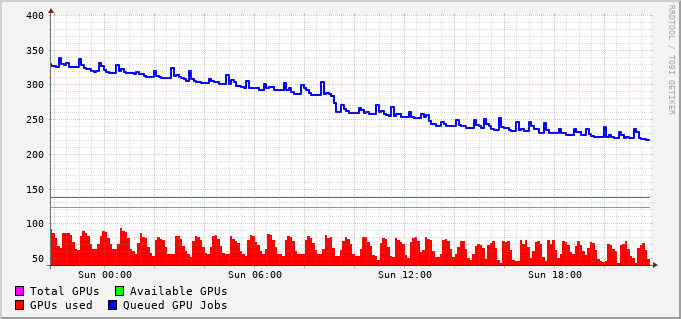 400
350
300
250
200
150
100
50
Sun 00:00 Sun 06:00 Sun 12:00 Sun 18:00
Total GPUs Available GPUs
GPUs used Queued GPU Jobs
RRDTOOL / TOBI OETIKER